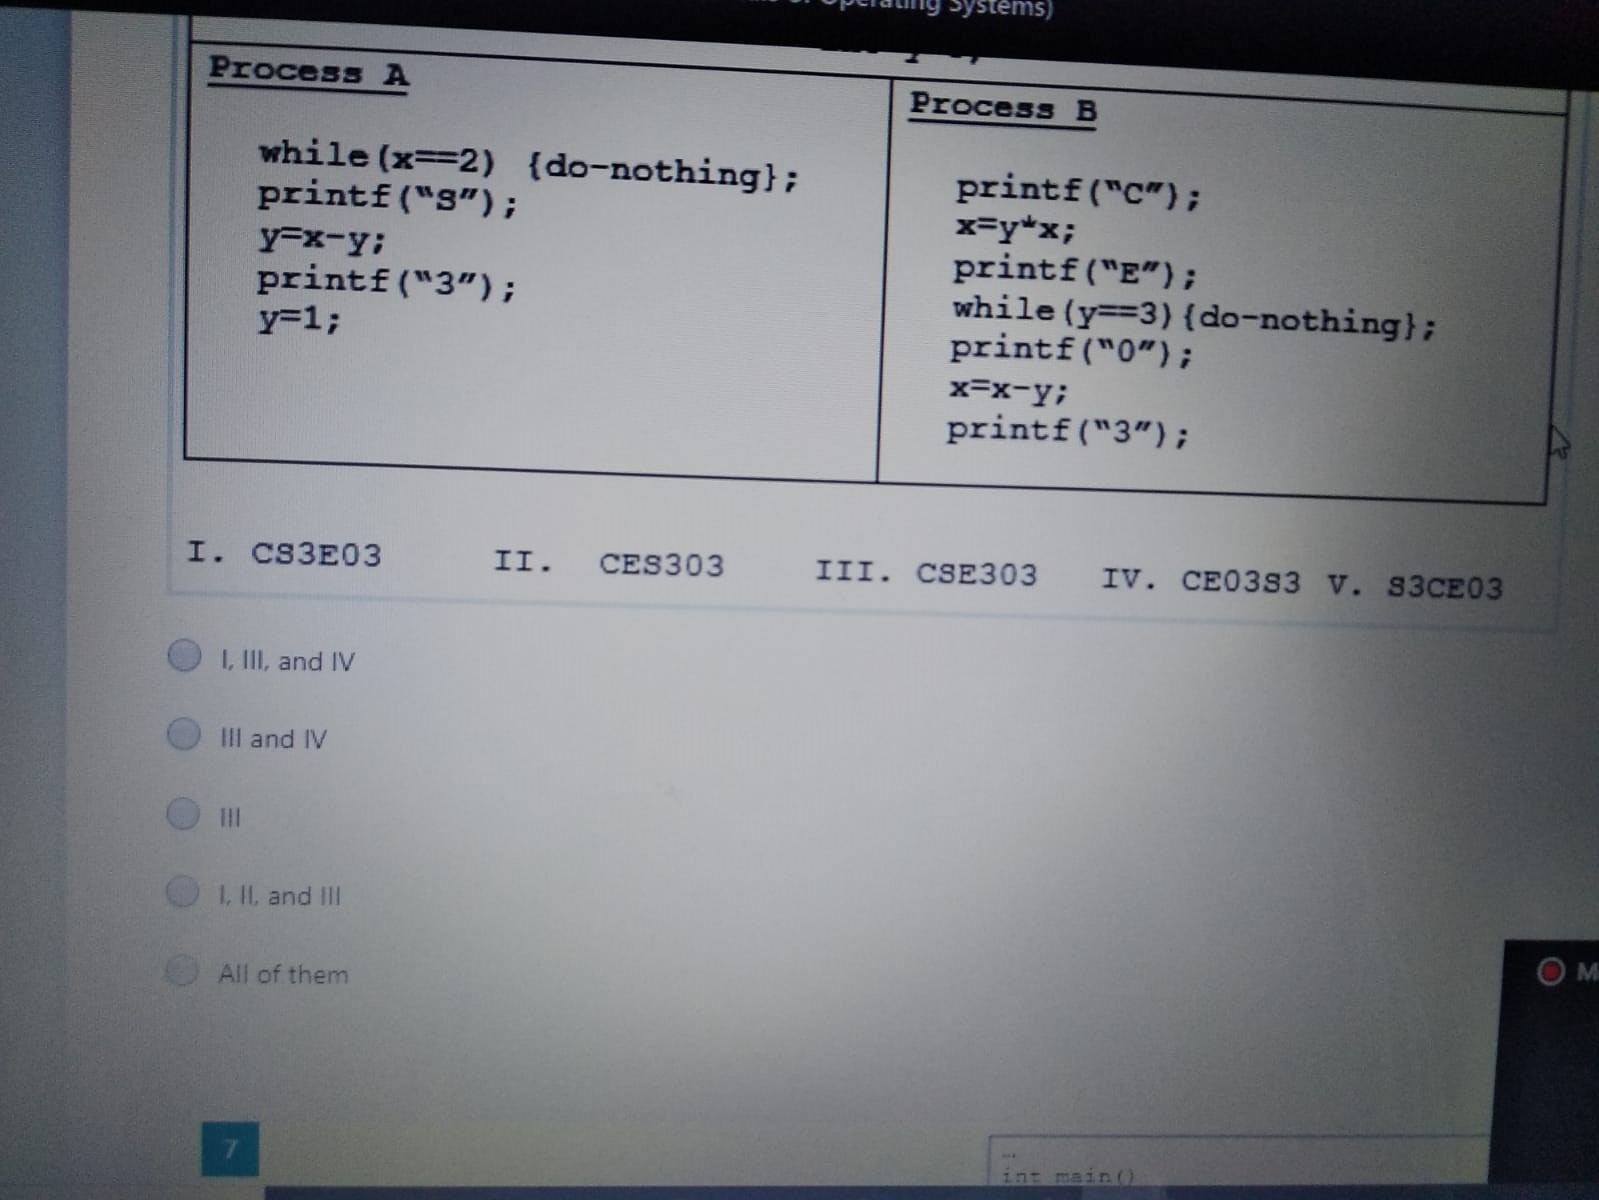 Operating Systems)
Process A
while(x==2) {do-nothing};
printf("S");
y=x-y;
printf("3");
y=1;
Process B
printf("C");
x=y*x;
printf("E");
while(y==3){do-nothing};
printf("0");
x=x-y;
printf("3");
I. CS3E03 II. CES303 III. CSE303 IV. CE03S3 V. S3CE03
I, III, and IV
III and IV
III
I, II, and III
All of them
7
...
int main()